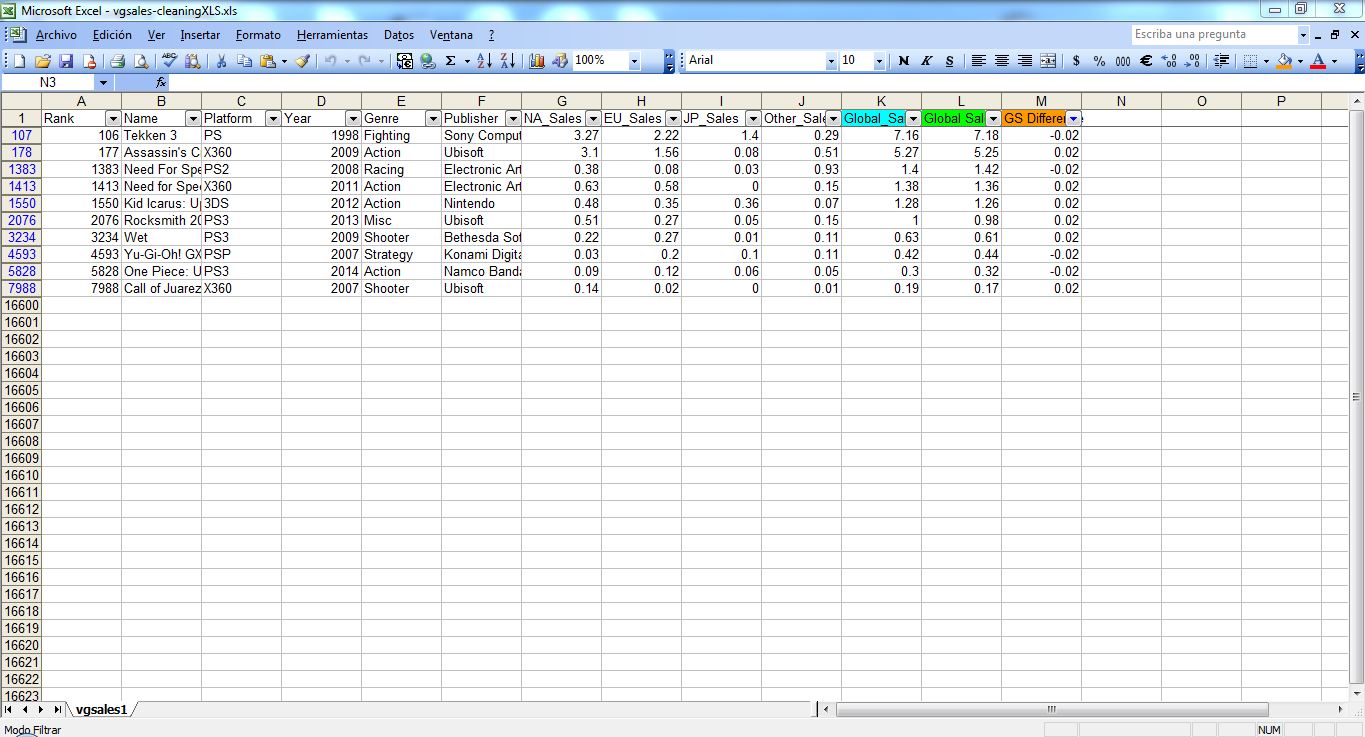 Microsoft Excel - vgsales-cleaningXLS.xls
Archivo Edición Ver Insertar Formato Herramientas Datos Ventana ? Escriba una pregunta
100% Arial 10 N K S $ % 000 €
N3 fx
A B C D E F G H I J K L M N O P
1 Rank Name Platform Year Genre Publisher NA_Sales EU_Sales JP_Sales Other_Sale Global_Sa Global Sal GS Differen e
107 106 Tekken 3 PS 1998 Fighting Sony Comput 3.27 2.22 1.4 0.29 7.16 7.18 -0.02
178 177 Assassin's C X360 2009 Action Ubisoft 3.1 1.56 0.08 0.51 5.27 5.25 0.02
1383 1383 Need For Spe PS2 2008 Racing Electronic Art 0.38 0.08 0.03 0.93 1.4 1.42 -0.02
1413 1413 Need for Spe X360 2011 Action Electronic Art 0.63 0.58 0 0.15 1.38 1.36 0.02
1550 1550 Kid Icarus: Up 3DS 2012 Action Nintendo 0.48 0.35 0.36 0.07 1.28 1.26 0.02
2076 2076 Rocksmith 20 PS3 2013 Misc Ubisoft 0.51 0.27 0.05 0.15 1 0.98 0.02
3234 3234 Wet PS3 2009 Shooter Bethesda Sof 0.22 0.27 0.01 0.11 0.63 0.61 0.02
4593 4593 Yu-Gi-Oh! GX PSP 2007 Strategy Konami Digita 0.03 0.2 0.1 0.11 0.42 0.44 -0.02
5828 5828 One Piece: U PS3 2014 Action Namco Banda 0.09 0.12 0.06 0.05 0.3 0.32 -0.02
7988 7988 Call of Juarez X360 2007 Shooter Ubisoft 0.14 0.02 0 0.01 0.19 0.17 0.02
16600
16601
16602
16603
16604
16605
16606
16607
16608
16609
16610
16611
16612
16613
16614
16615
16616
16617
16618
16619
16620
16621
16622
16623
vgsales1
Modo Filtrar NUM